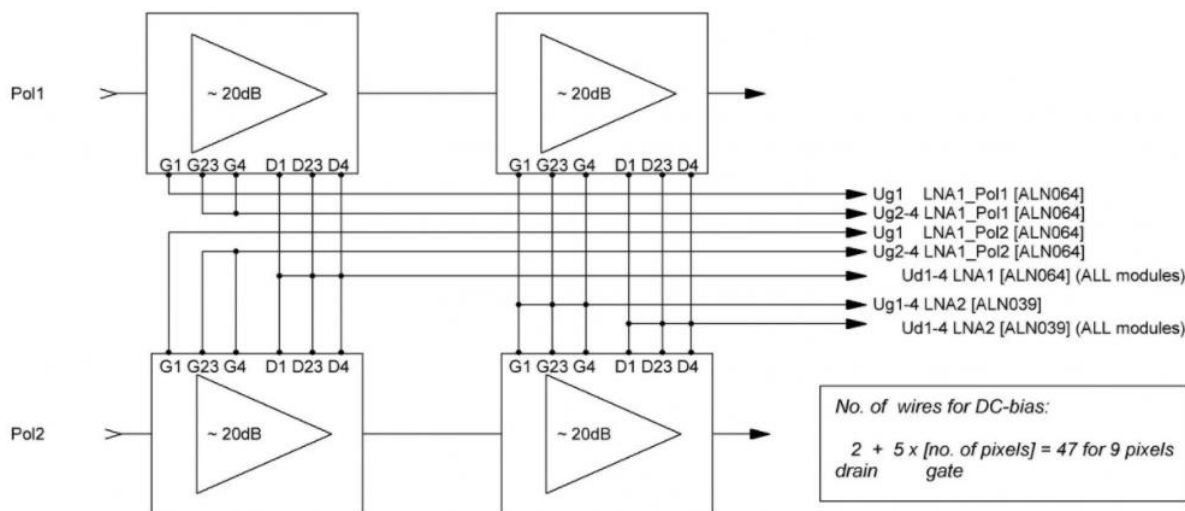 Pol1
~ 20dB
~ 20dB
G1 G23 G4 D1 D23 D4
G1 G23 G4 D1 D23 D4
Ug1 LNA1_Pol1 [ALN064]
Ug2-4 LNA1_Pol1 [ALN064]
Ug1 LNA1_Pol2 [ALN064]
Ug2-4 LNA1_Pol2 [ALN064]
Ud1-4 LNA1 [ALN064] (ALL modules)
Ug1-4 LNA2 [ALN039]
Ud1-4 LNA2 [ALN039] (ALL modules)
G1 G23 G4 D1 D23 D4
G1 G23 G4 D1 D23 D4
Pol2
~ 20dB
~ 20dB
No. of wires for DC-bias:
2 + 5 x [no. of pixels] = 47 for 9 pixels
drain gate